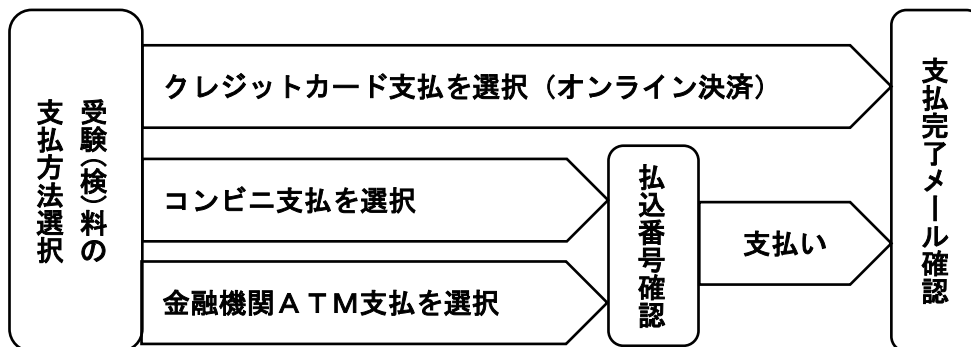 受験(検)料の
支払方法選択
クレジットカード支払を選択（オンライン決済）
コンビニ支払を選択
金融機関ＡＴＭ支払を選択
払込番号確認
支払い
支払完了メール確認